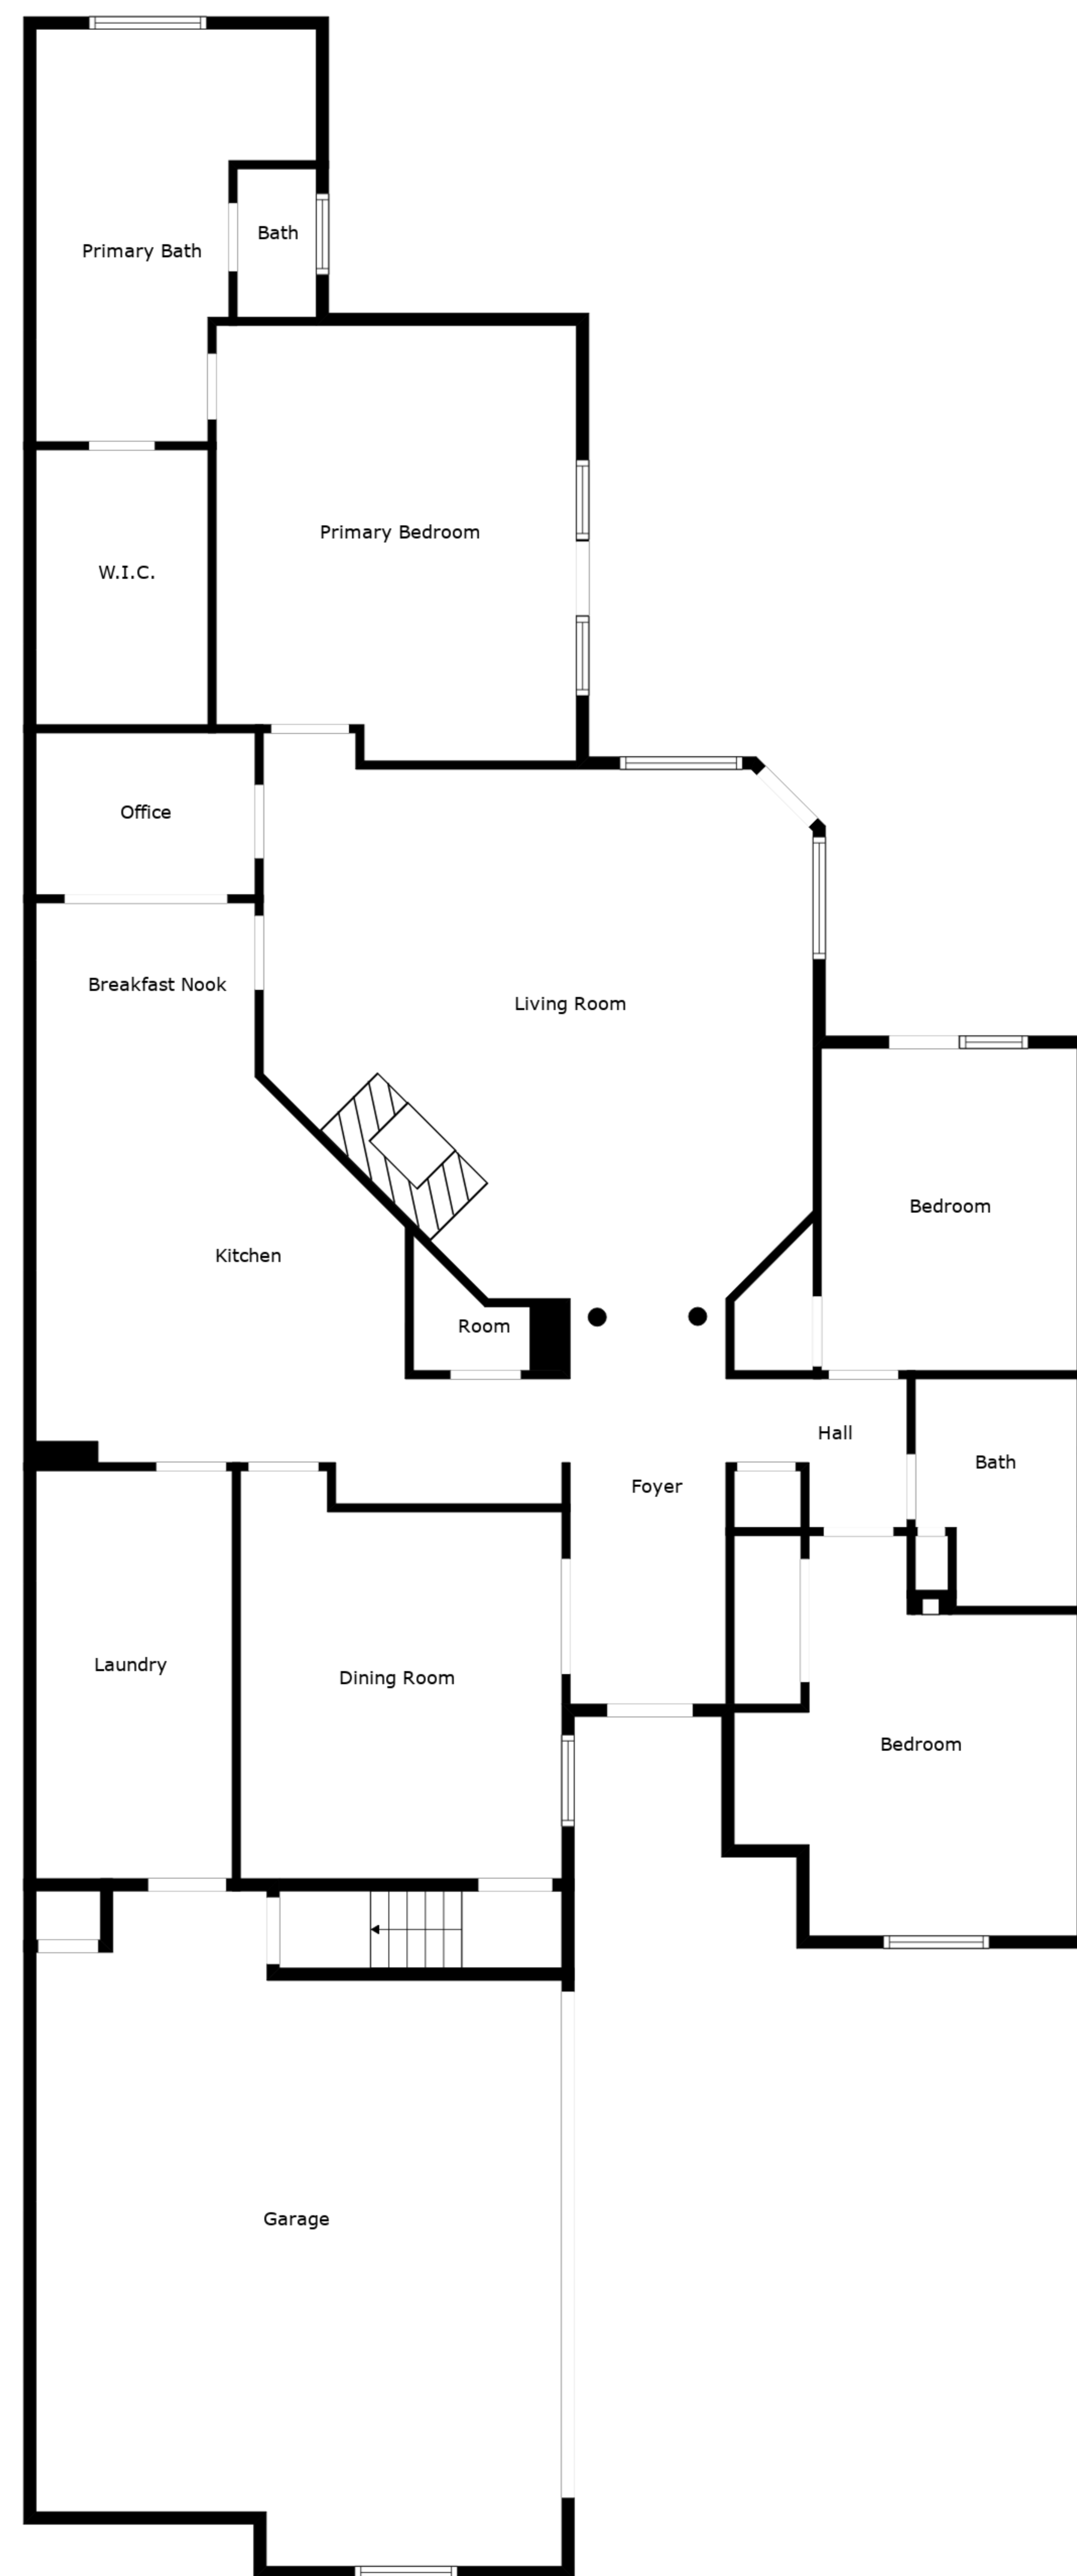 Bath
Primary Bath
Primary Bedroom
W.I.C.
Office
Breakfast Nook
Living Room
Bedroom
Kitchen
Room
Hall
Bath
Foyer
Laundry
Dining Room
Bedroom
Garage